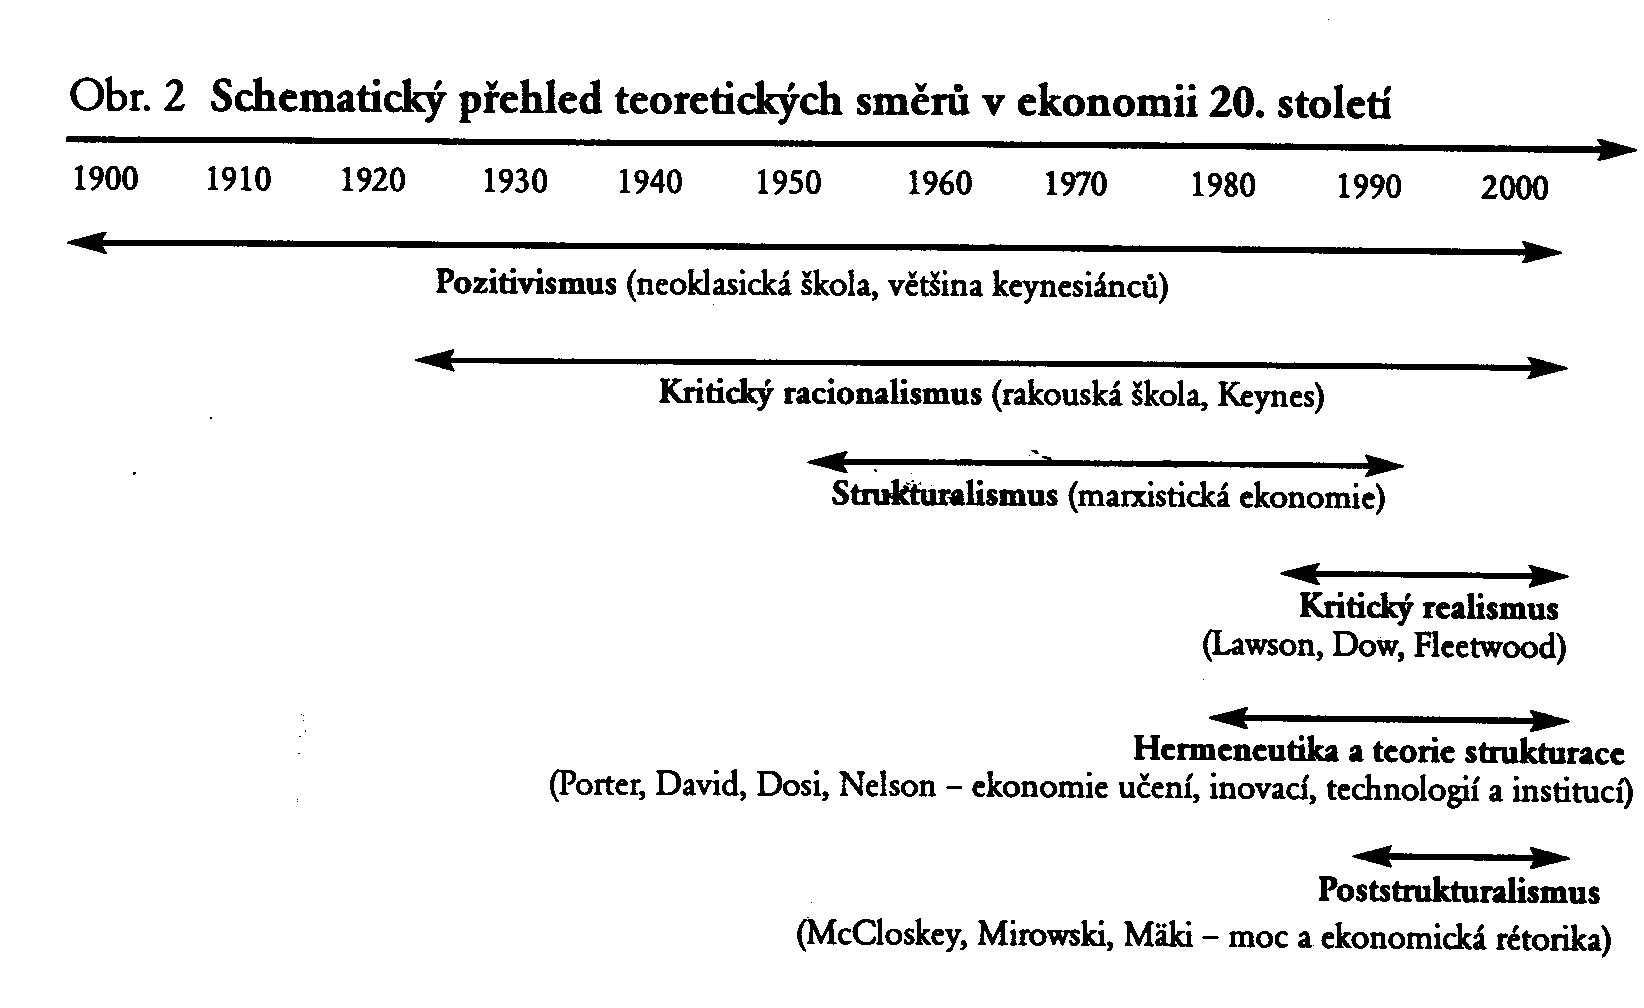 Obr. 2 Schematický přehled teoretických směrů v ekonomii 20. století
1900 1910 1920 1930 1940 1950 1960 1970 1980 1990 2000
Pozitivismus (neoklasická škola, většina keynesiánců)
Kritický racionalismus (rakouská škola, Keynes)
Strukturalismus (marxistická ekonomie)
Kritický realismus
(Lawson, Dow, Fleetwood)
Hermeneutika a teorie strukturace
(Porter, David, Dosi, Nelson – ekonomie učení, inovací, technologií a institucí)
Poststrukturalismus
(McCloskey, Mirowski, Mäki – moc a ekonomická rétorika)